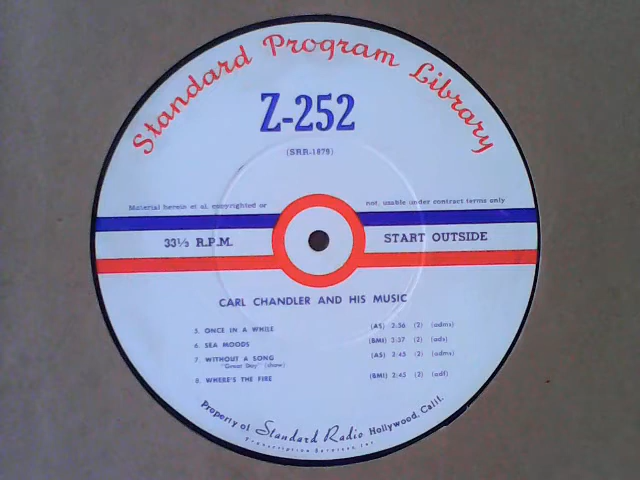 Standard Program Library
Z-252
(SRR-1879)
Material herein et al, copyrighted or not, usable under contract terms only
33⅓ R.P.M. START OUTSIDE
CARL CHANDLER AND HIS MUSIC
5. ONCE IN A WHILE (AS) 2:56 (2) (adms)
6. SEA MOODS (BMI) 2:37 (2) (ads)
7. WITHOUT A SONG (AS) 2:45 (2) (adms)
"Great Day" (show)
8. WHERE'S THE FIRE (BMI) 2:45 (2) (adf)
Property of Standard Radio Hollywood, Calif.
Transcription Services, Inc.